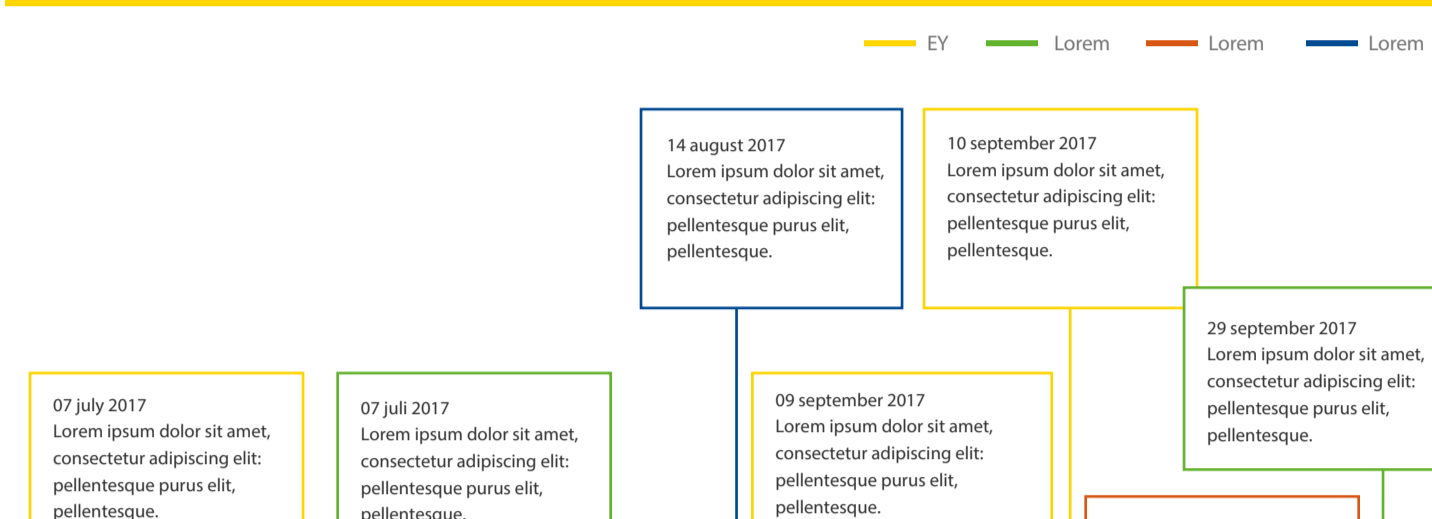 EY
Lorem
Lorem
Lorem
14 august 2017
Lorem ipsum dolor sit amet,
consectetur adipiscing elit:
pellentesque purus elit,
pellentesque.
10 september 2017
Lorem ipsum dolor sit amet,
consectetur adipiscing elit:
pellentesque purus elit,
pellentesque.
29 september 2017
Lorem ipsum dolor sit amet,
consectetur adipiscing elit:
pellentesque purus elit,
pellentesque.
07 july 2017
Lorem ipsum dolor sit amet,
consectetur adipiscing elit:
pellentesque purus elit,
pellentesque.
07 juli 2017
Lorem ipsum dolor sit amet,
consectetur adipiscing elit:
pellentesque purus elit,
pellentesque.
09 september 2017
Lorem ipsum dolor sit amet,
consectetur adipiscing elit:
pellentesque purus elit,
pellentesque.